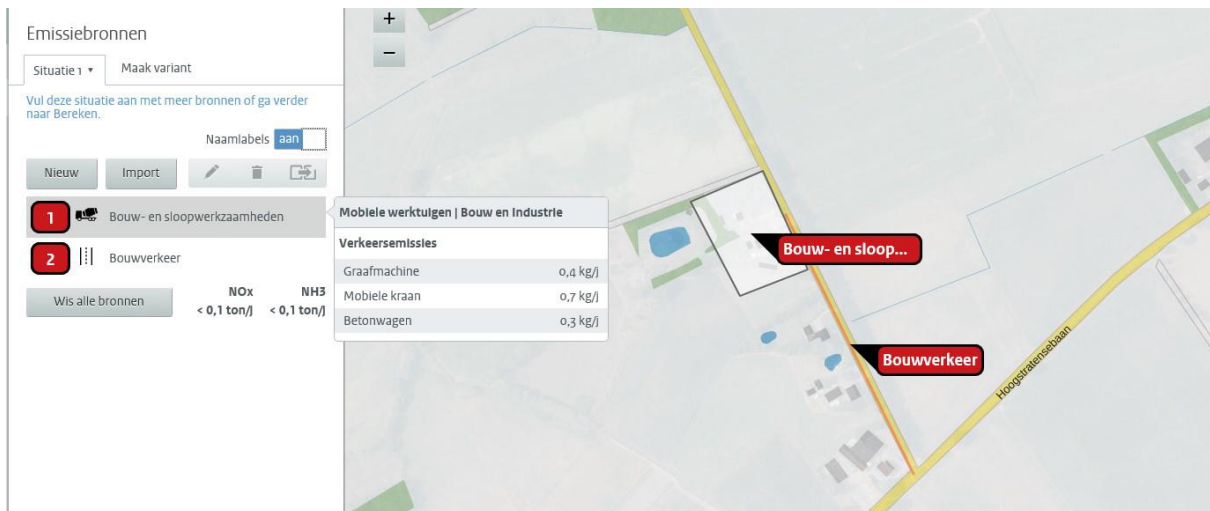 Emissiebronnen
Situatie 1 ▾ Maak variant
Vul deze situatie aan met meer bronnen of ga verder
naar Bereken.
Naamlabels aan
Nieuw Import
1 Bouw- en sloopwerkzaamheden
2 Bouwverkeer
Wis alle bronnen
NOx NH3
< 0,1 ton/j < 0,1 ton/j
Mobiele werktuigen | Bouw en Industrie
Verkeersemissies
Graafmachine 0,4 kg/j
Mobiele kraan 0,7 kg/j
Betonwagen 0,3 kg/j
+
−
Bouw- en sloop...
Bouwverkeer
Hoogstratensebaan